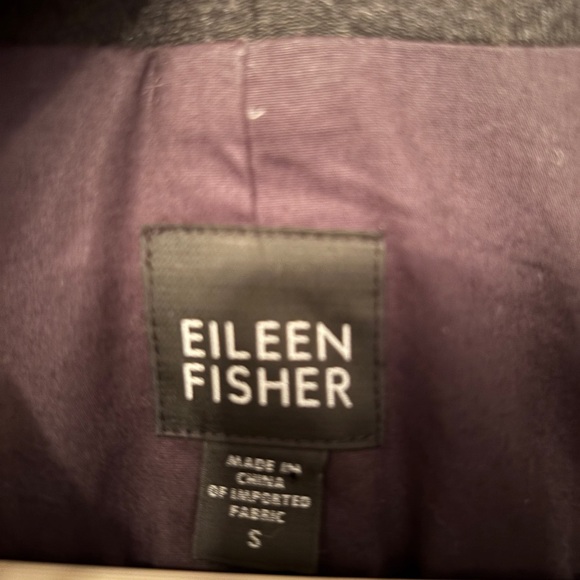 EILEEN
FISHER
MADE IN
CHINA
OF IMPORTED
FABRIC
S